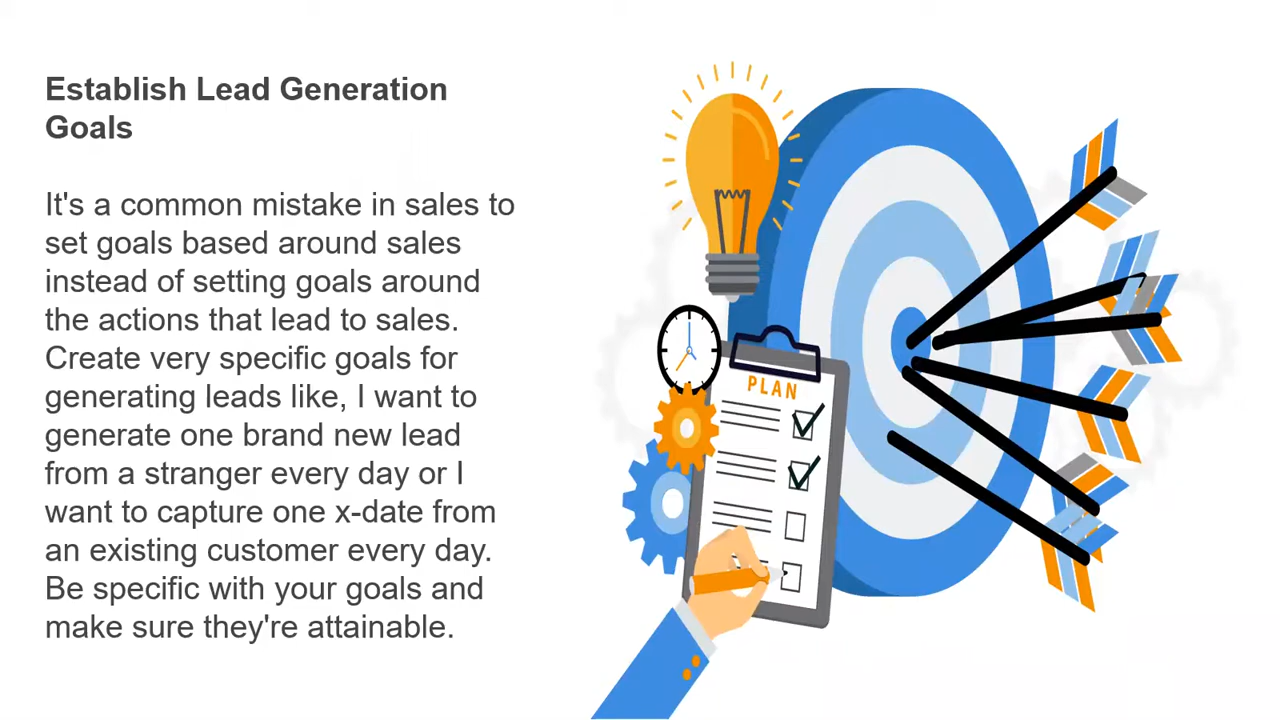 Establish Lead Generation
Goals
It's a common mistake in sales to
set goals based around sales
instead of setting goals around
the actions that lead to sales.
Create very specific goals for
generating leads like, I want to
generate one brand new lead
from a stranger every day or I
want to capture one x-date from
an existing customer every day.
Be specific with your goals and
make sure they're attainable.
PLAN